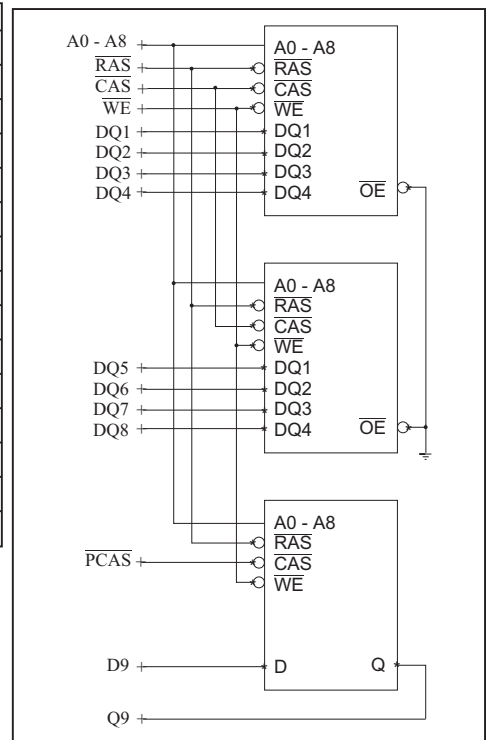 A0 - A8
RAS
CAS
WE
DQ1
DQ2
DQ3
DQ4
A0 - A8
RAS
CAS
WE
DQ1
DQ2
DQ3
DQ4 OE
DQ5
DQ6
DQ7
DQ8
A0 - A8
RAS
CAS
WE
DQ1
DQ2
DQ3
DQ4 OE
PCAS
D9
Q9
A0 - A8
RAS
CAS
WE
D Q